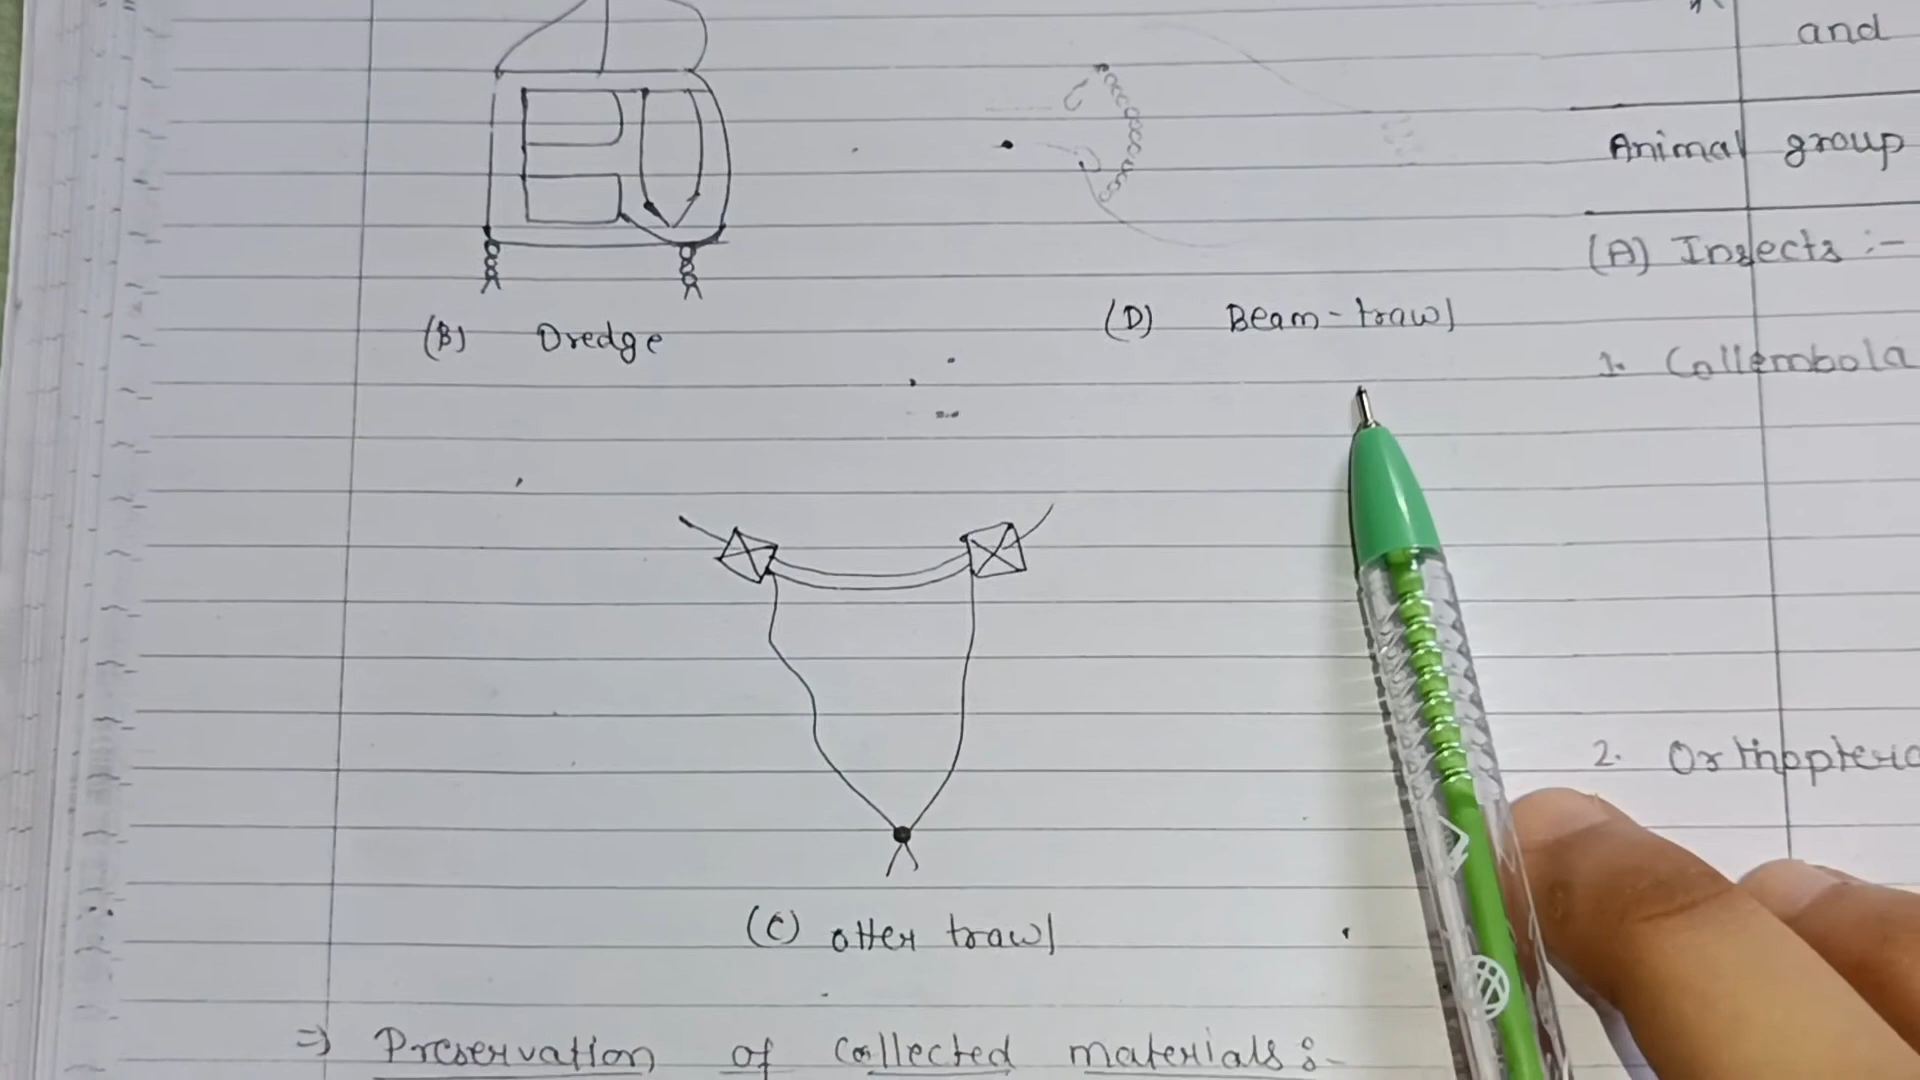 (B) Dredge
(D) Beam-trawl
(C) otter trawl
=) Preservation of collected materials :-
and
Animal group
(A) Insects :-
1. Collembola
2. Orthoptera